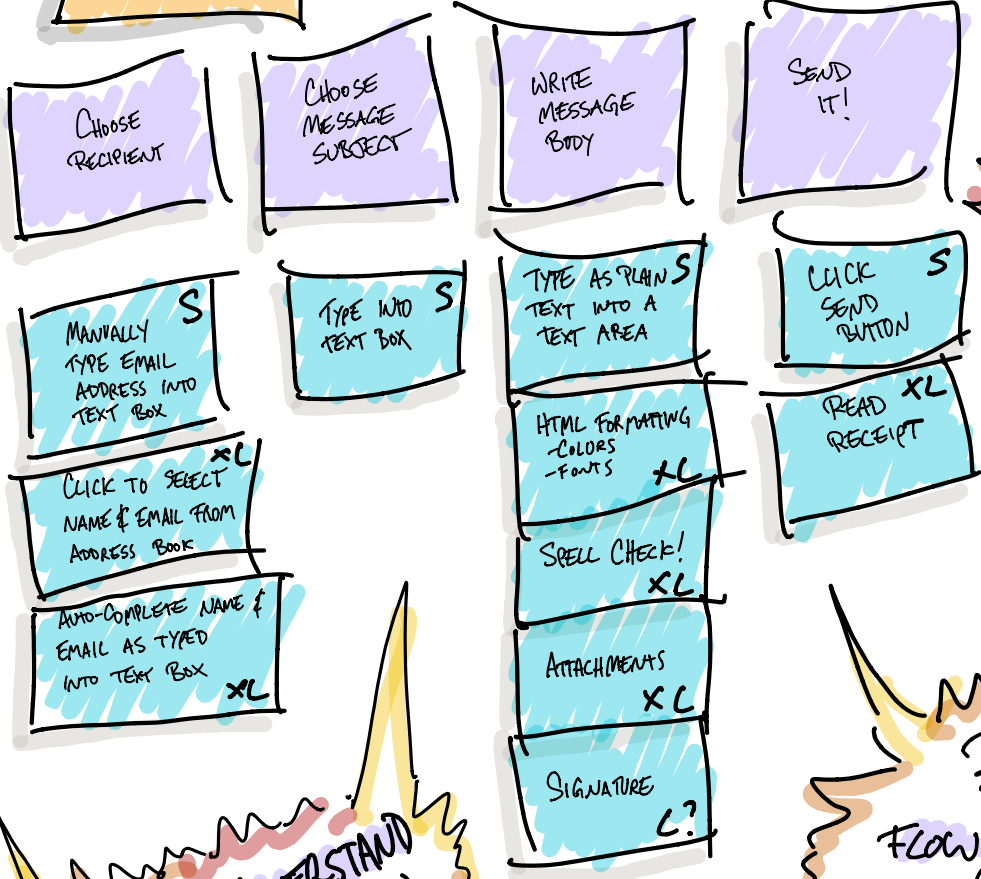 CHOOSE
RECIPIENT
CHOOSE
MESSAGE
SUBJECT
WRITE
MESSAGE
BODY
SEND
IT!
MANUALLY S
TYPE EMAIL
ADDRESS INTO
TEXT BOX
XL
CLICK TO SELECT
NAME & EMAIL FROM
ADDRESS BOOK
AUTO-COMPLETE NAME &
EMAIL AS TYPED
INTO TEXT BOX
XL
TYPE INTO S
TEXT BOX
TYPE AS PLAIN S
TEXT INTO A
TEXT AREA
HTML FORMATTING
-COLORS
-FONTS XL
SPELL CHECK!
XL
ATTACHMENTS
XL
SIGNATURE
L?
CLICK S
SEND
BUTTON
READ XL
RECEIPT
ERSTAND
FLOW